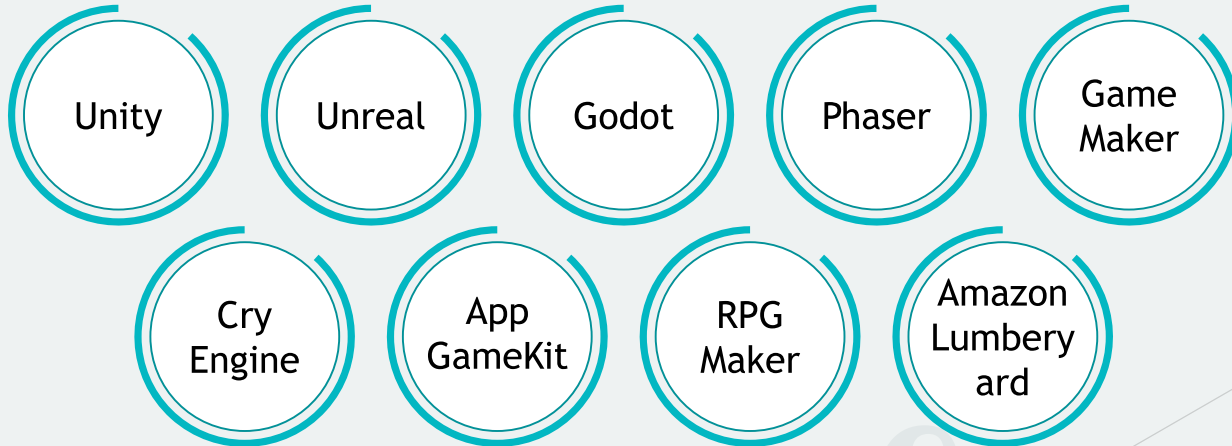 Unity
Unreal
Godot
Phaser
Game
Maker
Cry
Engine
App
GameKit
RPG
Maker
Amazon
Lumbery
ard